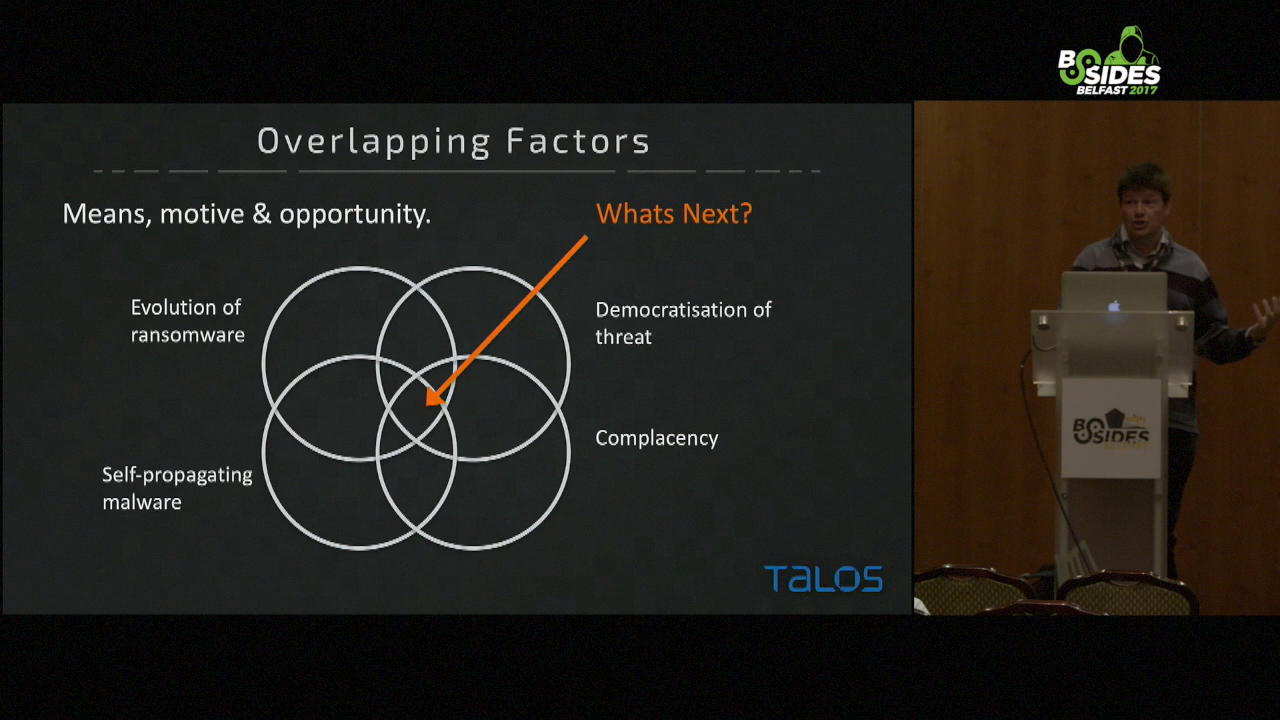 BSIDES
BELFAST 2017
Overlapping Factors
Means, motive & opportunity.
Whats Next?
Evolution of
ransomware
Democratisation of
threat
Complacency
Self-propagating
malware
TALOS
BSIDES